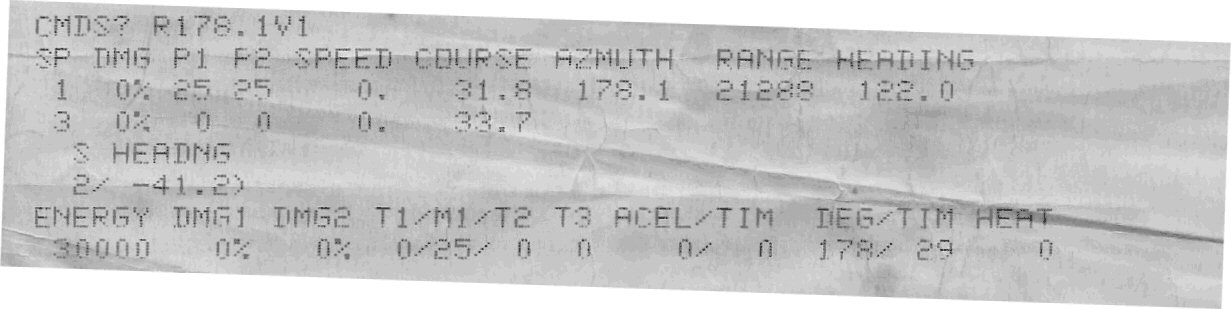 CMDS? R178.1V1
SP DMG P1 P2 SPEED COURSE AZMUTH RANGE HEADING
1 0% 25 25 0. 31.8 178.1 21288 122.0
3 0% 0 0 0. 33.7
S HEADNG
2/ -41.2)
ENERGY DMG1 DMG2 T1/M1/T2 T3 ACEL/TIM DEG/TIM HEAT
30000 0% 0% 0/25/ 0 0 0/ 0 178/ 29 0